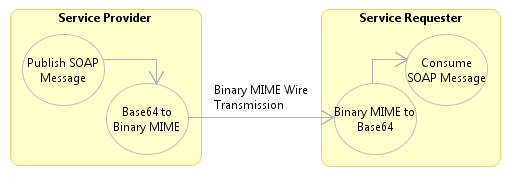 Service Provider
Publish SOAP
Message
Base64 to
Binary MIME
Binary MIME Wire
Transmission
Service Requester
Consume
SOAP Message
Binary MIME to
Base64